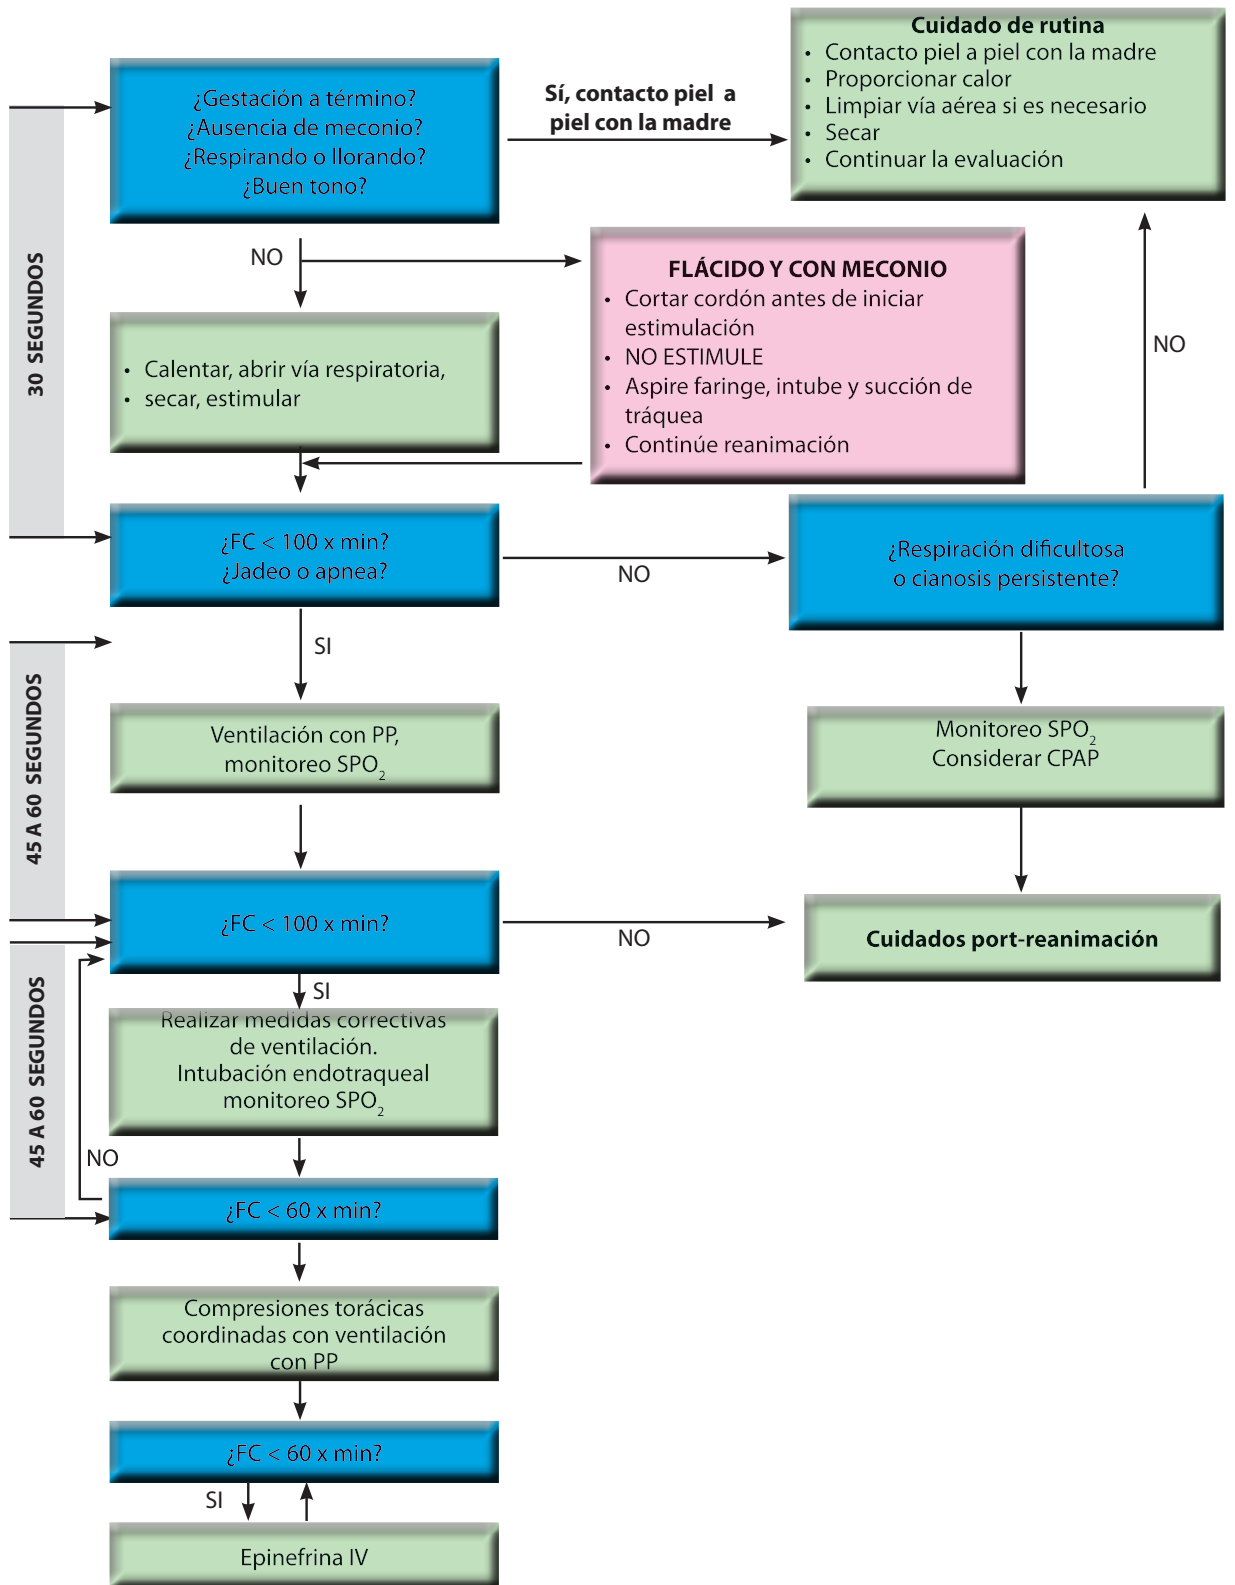 Cuidado de rutina
• Contacto piel a piel con la madre
• Proporcionar calor
• Limpiar vía aérea si es necesario
• Secar
• Continuar la evaluación
¿Gestación a término?
¿Ausencia de meconio?
¿Respirando o llorando?
¿Buen tono?
Sí, contacto piel a
piel con la madre
30 SEGUNDOS
NO
FLÁCIDO Y CON MECONIO
• Cortar cordón antes de iniciar
estimulación
• NO ESTIMULE
• Aspire faringe, intube y succión de
tráquea
• Continúe reanimación
NO
• Calentar, abrir vía respiratoria,
• secar, estimular
¿FC < 100 x min?
¿Jadeo o apnea?
NO
¿Respiración dificultosa
o cianosis persistente?
SI
45 A 60 SEGUNDOS
Ventilación con PP,
monitoreo SPO2
Monitoreo SPO2
Considerar CPAP
¿FC < 100 x min?
NO
Cuidados port-reanimación
SI
45 A 60 SEGUNDOS
Realizar medidas correctivas
de ventilación.
Intubación endotraqueal
monitoreo SPO2
NO
¿FC < 60 x min?
Compresiones torácicas
coordinadas con ventilación
con PP
¿FC < 60 x min?
SI
Epinefrina IV